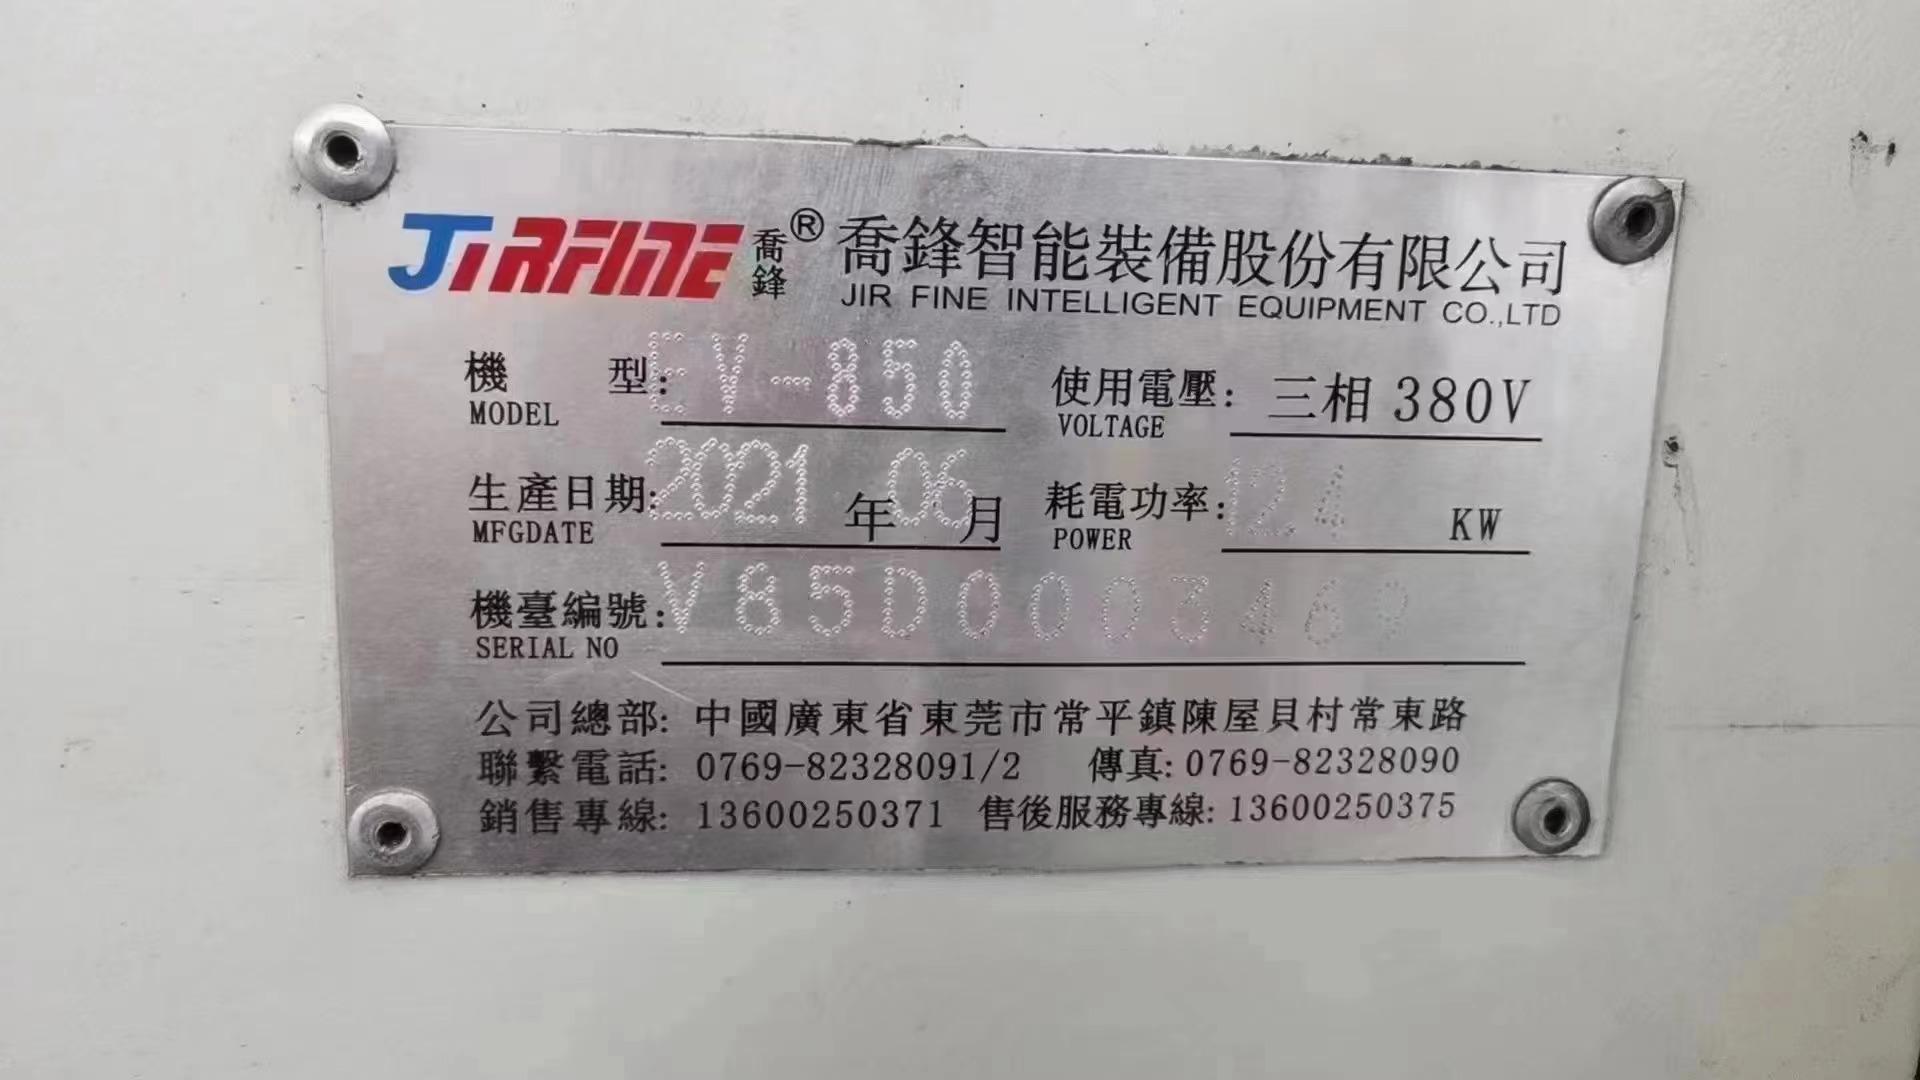 JIRFINE 喬鋒® 喬鋒智能裝備股份有限公司
JIR FINE INTELLIGENT EQUIPMENT CO.,LTD
機型: EV-850 使用電壓: 三相 380V
MODEL VOLTAGE
生產日期: 2021 年 06 月 耗電功率: 124 KW
MFGDATE POWER
機臺編號:
SERIAL NO
公司總部: 中國廣東省東莞市常平鎮陳屋貝村常東路
聯繫電話: 0769-82328091/2 傳真: 0769-82328090
銷售專線: 13600250371 售後服務專線: 13600250375